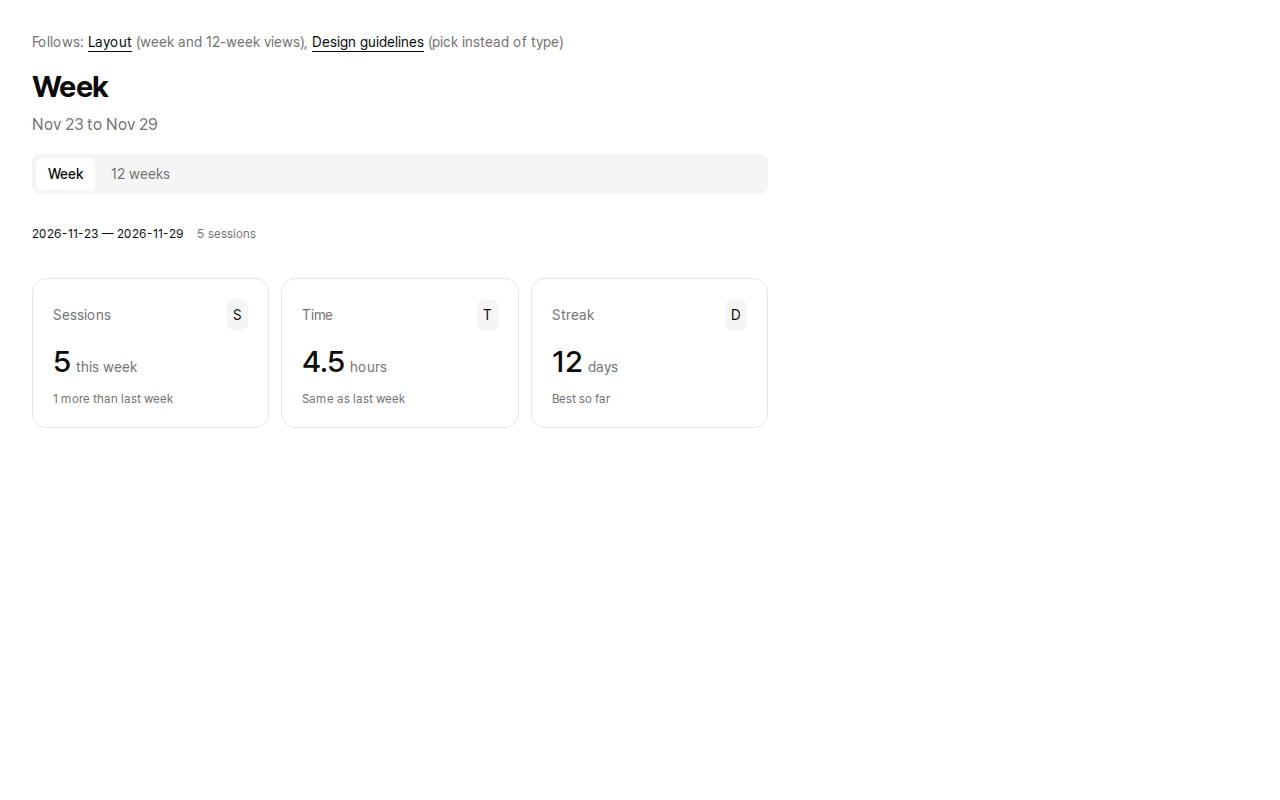 Follows: Layout (week and 12-week views), Design guidelines (pick instead of type)
Week
Nov 23 to Nov 29
Week 12 weeks
2026-11-23 — 2026-11-29 5 sessions
Sessions S
5 this week
1 more than last week
Time T
4.5 hours
Same as last week
Streak D
12 days
Best so far